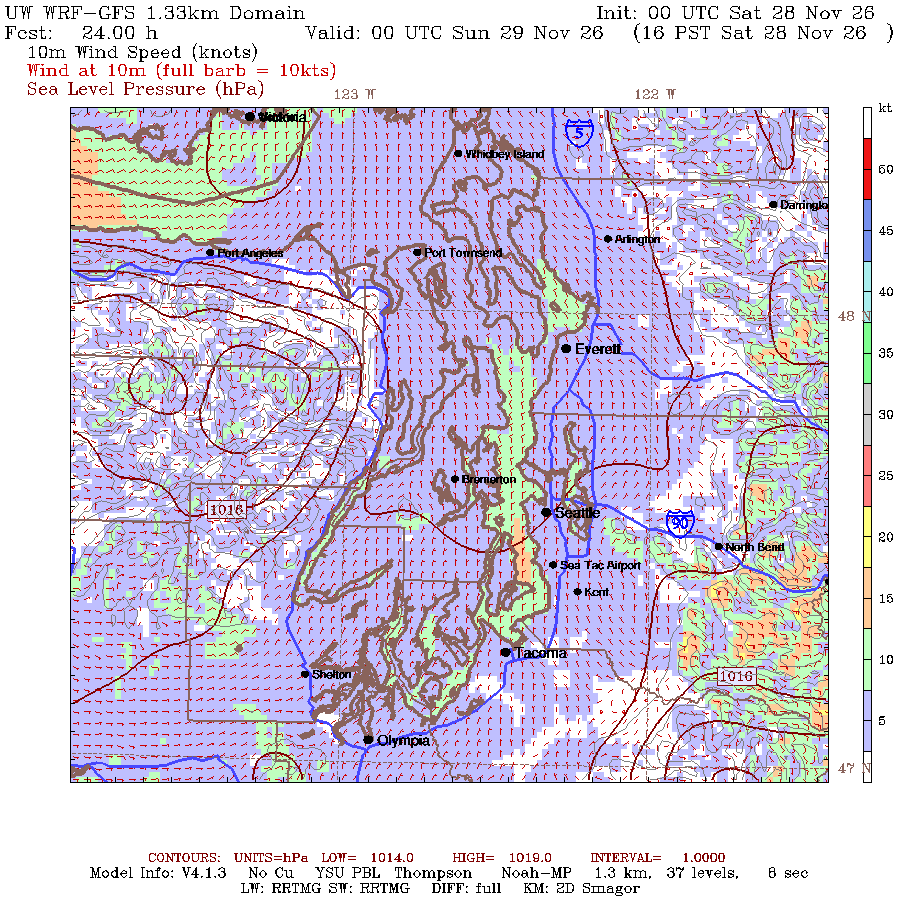 UW WRF-GFS 1.33km Domain Init: 00 UTC Sat 28 Nov 26
Fcst: 24.00 h Valid: 00 UTC Sun 29 Nov 26 (16 PST Sat 28 Nov 26 )
10m Wind Speed (knots)
Wind at 10m (full barb = 10kts)
Sea Level Pressure (hPa)
123 W 122 W
kt
Victoria
5
Whidbey Island
60
Darringto
45
Arlington
Port Angeles Port Townsend
40
48 N
Everett
35
30
25
Bremerton
1016
Seattle
90
20
North Bend
Sea Tac Airport
Kent
15
Tacoma
10
Shelton
1016
5
Olympia
47 N
CONTOURS: UNITS=hPa LOW= 1014.0 HIGH= 1019.0 INTERVAL= 1.0000
Model Info: V4.1.3 No Cu YSU PBL Thompson Noah-MP 1.3 km, 37 levels, 8 sec
LW: RRTMG SW: RRTMG DIFF: full KM: 2D Smagor